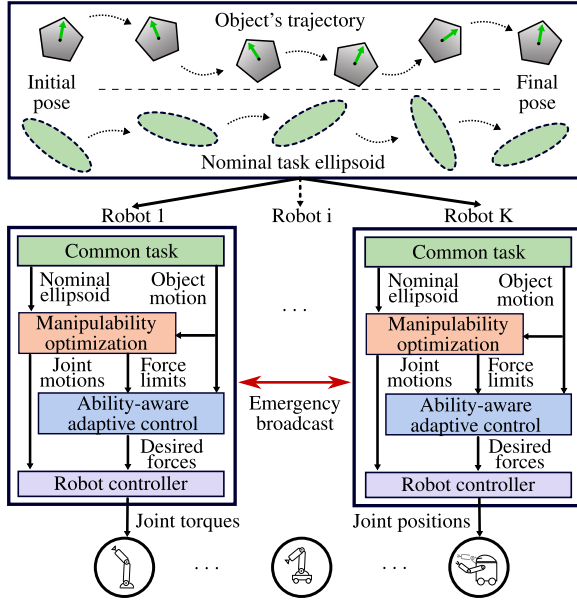 Object's trajectory
Initial
pose
Final
pose
Nominal task ellipsoid
Robot 1
Robot i
Robot K
Common task
Nominal
ellipsoid
Object
motion
Manipulability
optimization
Joint
motions
Force
limits
Ability-aware
adaptive control
Desired
forces
Robot controller
Joint torques
. . .
Emergency
broadcast
Common task
Nominal
ellipsoid
Object
motion
Manipulability
optimization
Joint
motions
Force
limits
Ability-aware
adaptive control
Desired
forces
Robot controller
Joint positions
. . .
. . .